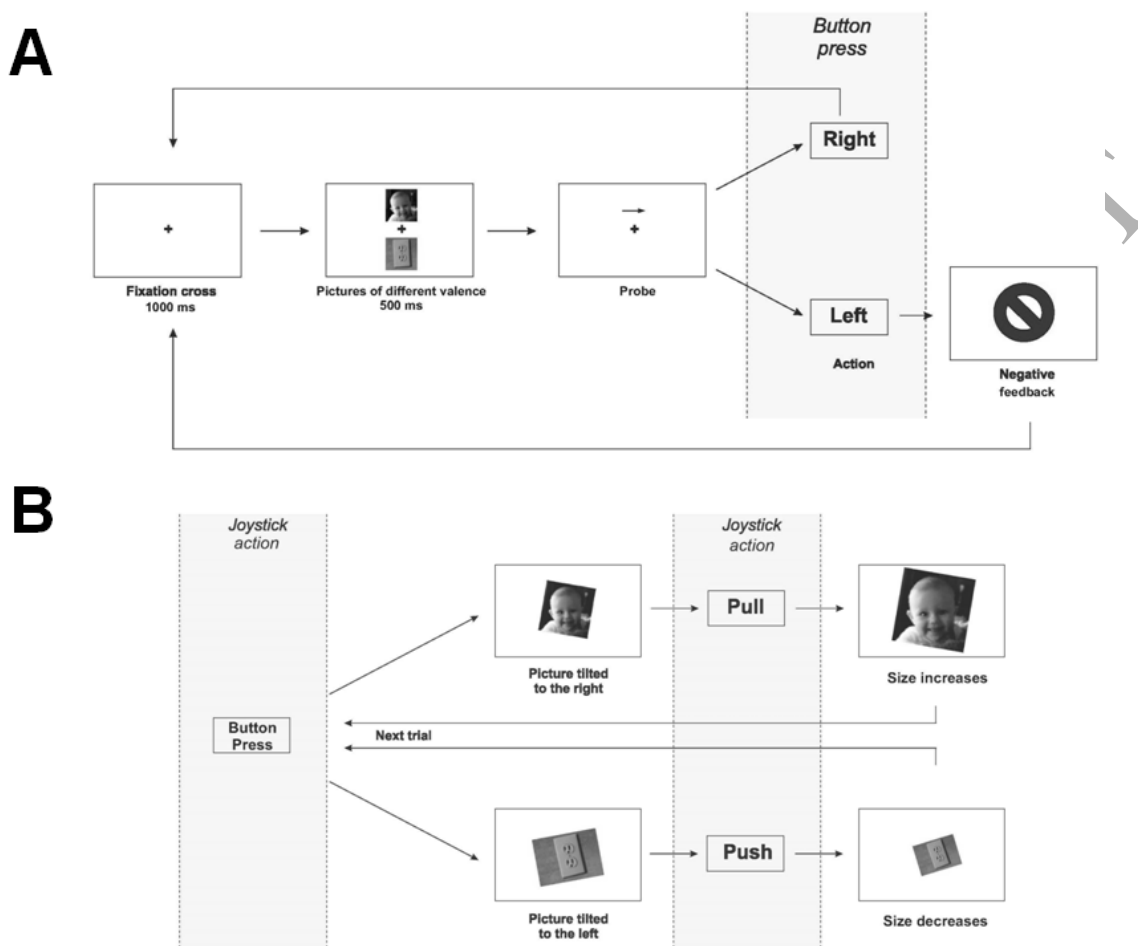 A
Button
press
Right
+
+
+
Fixation cross
1000 ms
Pictures of different valence
500 ms
Probe
Left
Action
Negative
feedback
B
Joystick
action
Joystick
action
Pull
Picture tilted
to the right
Size increases
Button
Press
Next trial
Push
Picture tilted
to the left
Size decreases